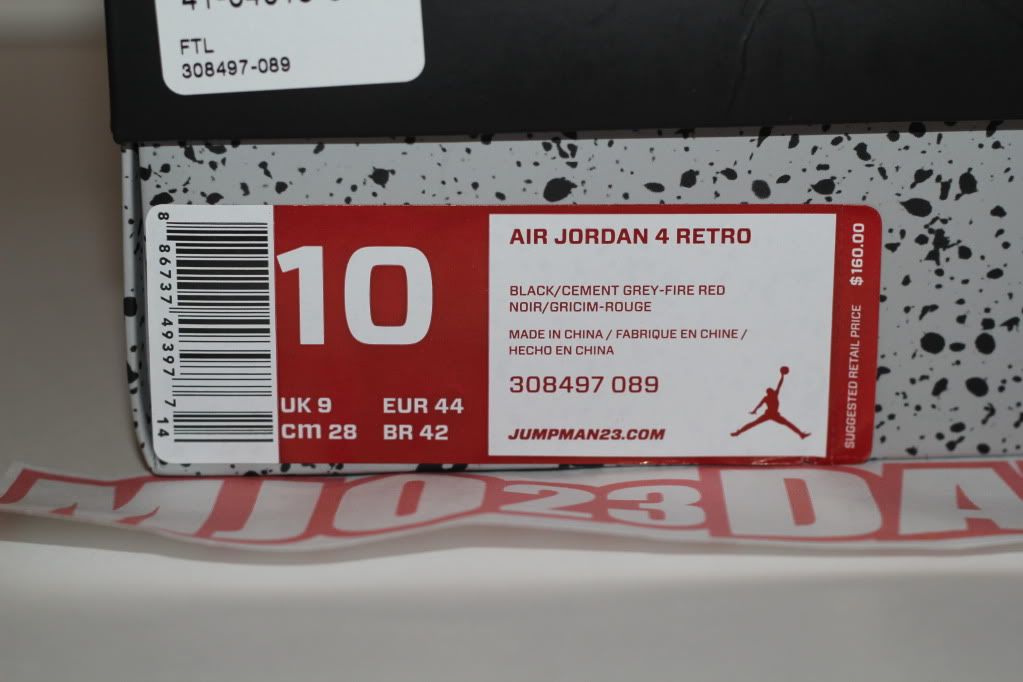 FTL
308497-089
8 86737 49397 7 14
10
UK 9 EUR 44
cm 28 BR 42
AIR JORDAN 4 RETRO
BLACK/CEMENT GREY-FIRE RED
NOIR/GRICIM-ROUGE
MADE IN CHINA / FABRIQUE EN CHINE /
HECHO EN CHINA
308497 089
JUMPMAN23.COM
SUGGESTED RETAIL PRICE $160.00
MJO23DA